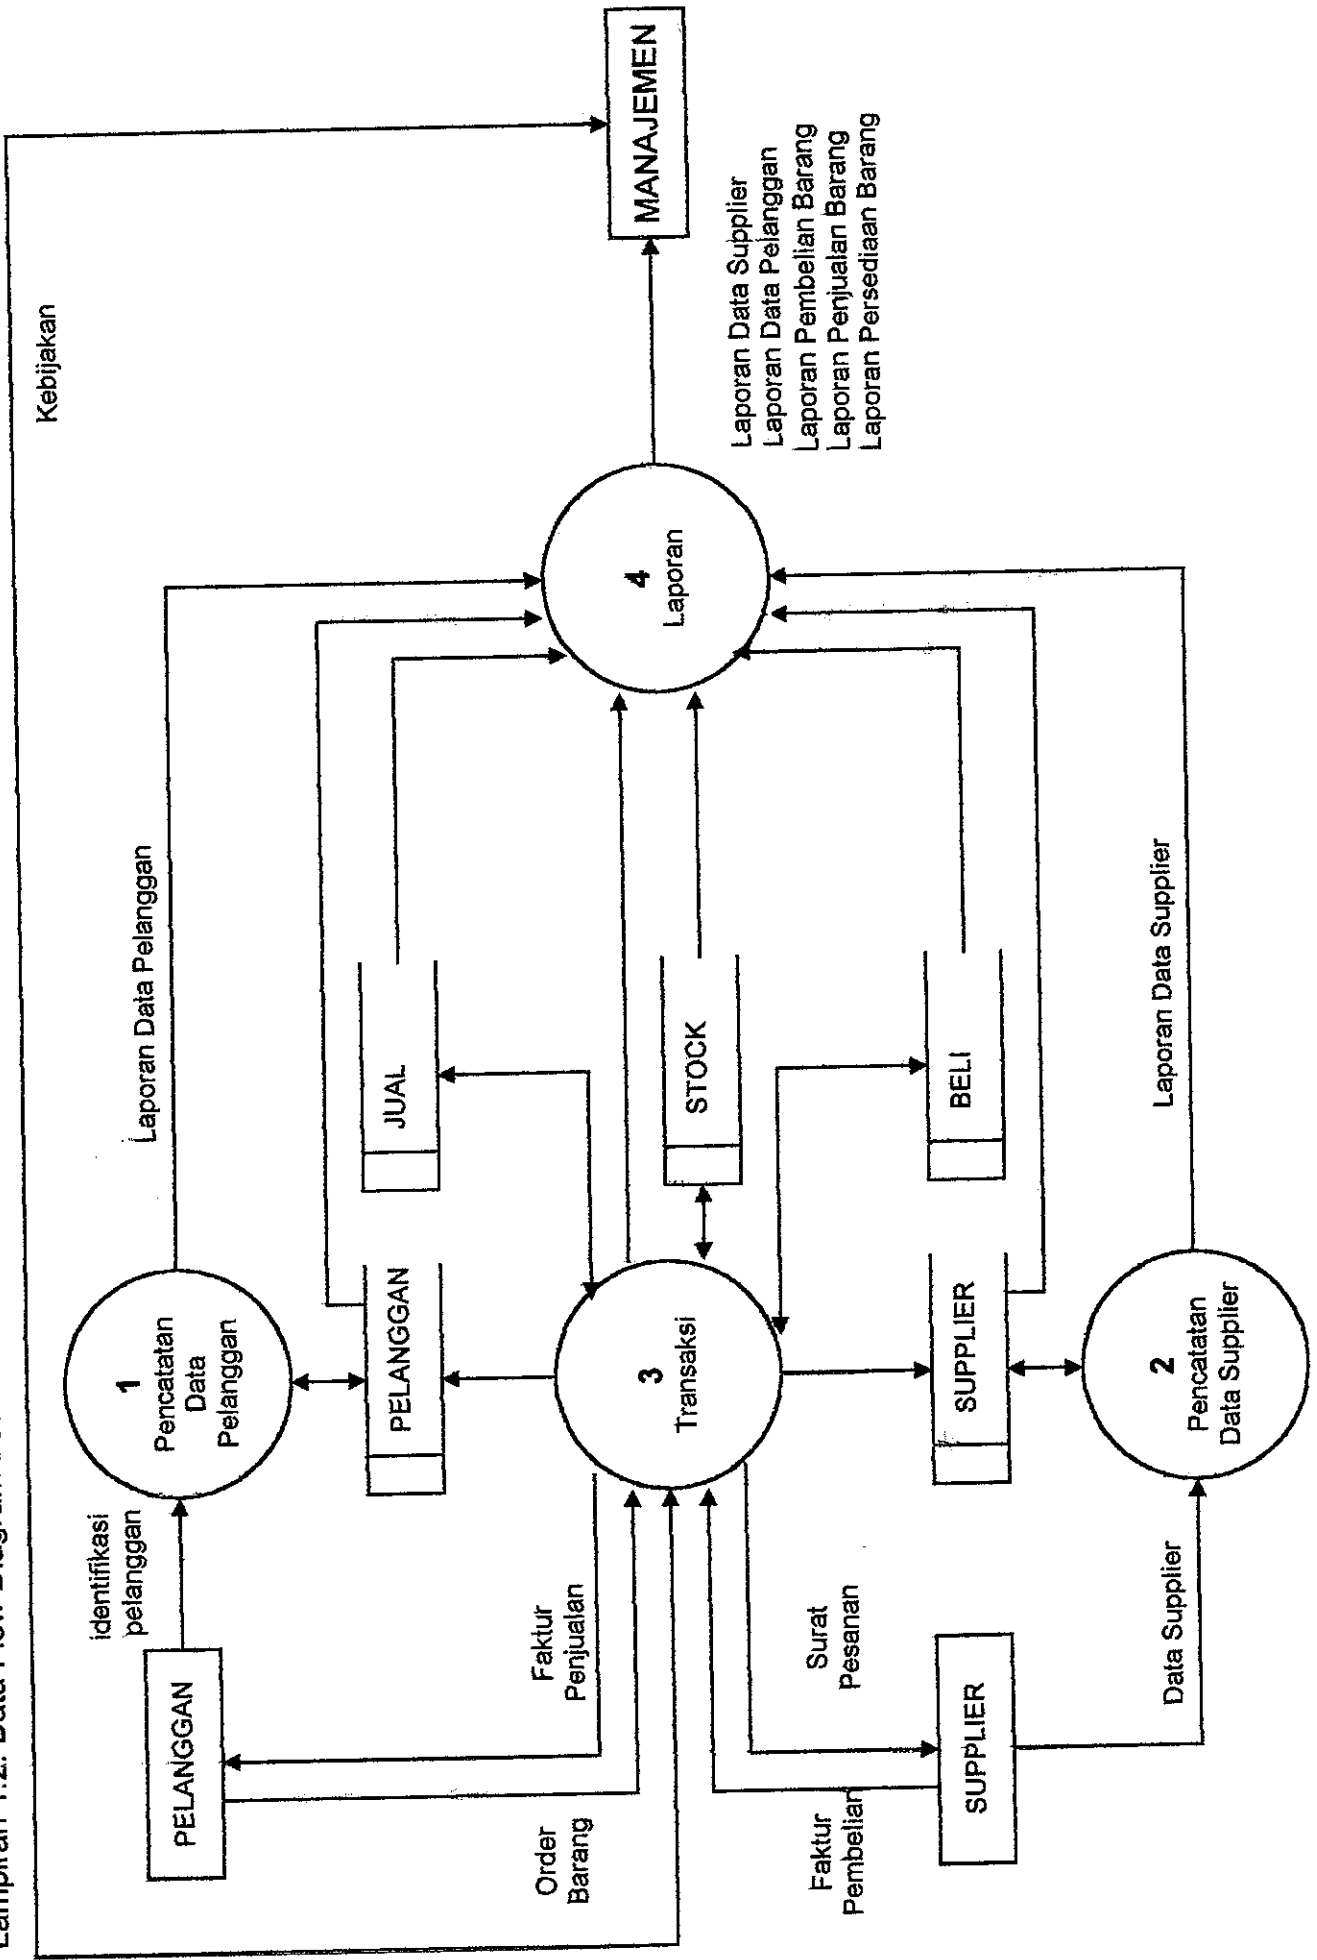 Lampiran 1.2. Data Flow Diagram
Kebijakan
PELANGGAN
identifikasi
pelanggan
1
Pencatatan
Data
Pelanggan
Laporan Data Pelanggan
PELANGGAN
JUAL
Order
Barang
Faktur
Penjualan
3
Transaksi
STOCK
4
Laporan
MANAJEMEN
Laporan Data Supplier
Laporan Data Pelanggan
Laporan Pembelian Barang
Laporan Penjualan Barang
Laporan Persediaan Barang
Faktur
Pembelian
Surat
Pesanan
SUPPLIER
SUPPLIER
BELI
Data Supplier
2
Pencatatan
Data Supplier
Laporan Data Supplier